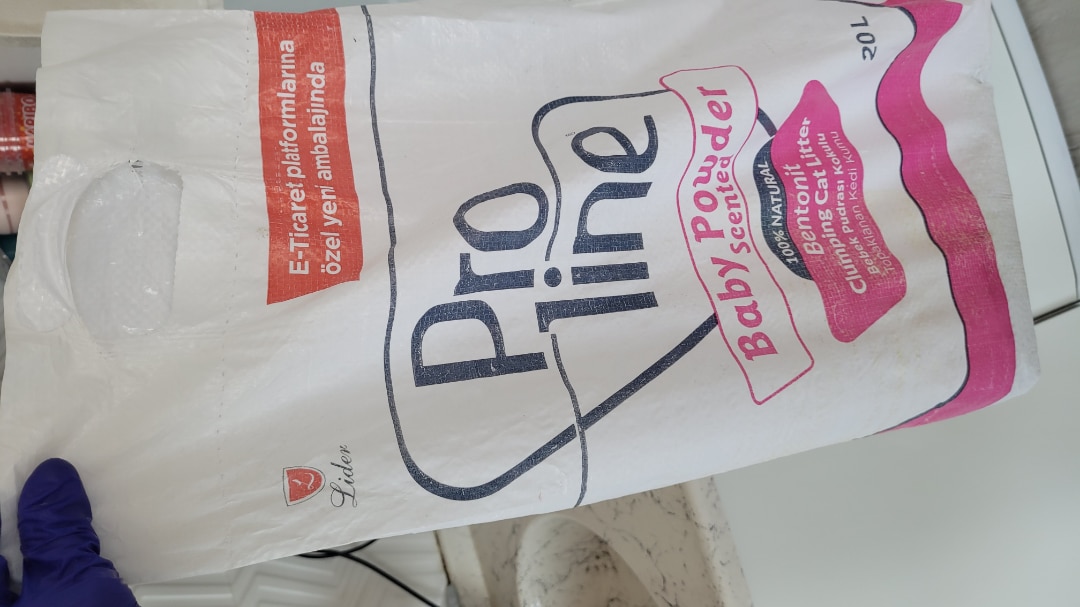 E-Ticaret platformlarına
özel yeni ambalajında
Lider
Pro
line
Baby Powder
scented
100% NATURAL
Bentonit
Clumping Cat Litter
Bebek Pudrası Kokulu
Topaklanan Kedi Kumu
20 L